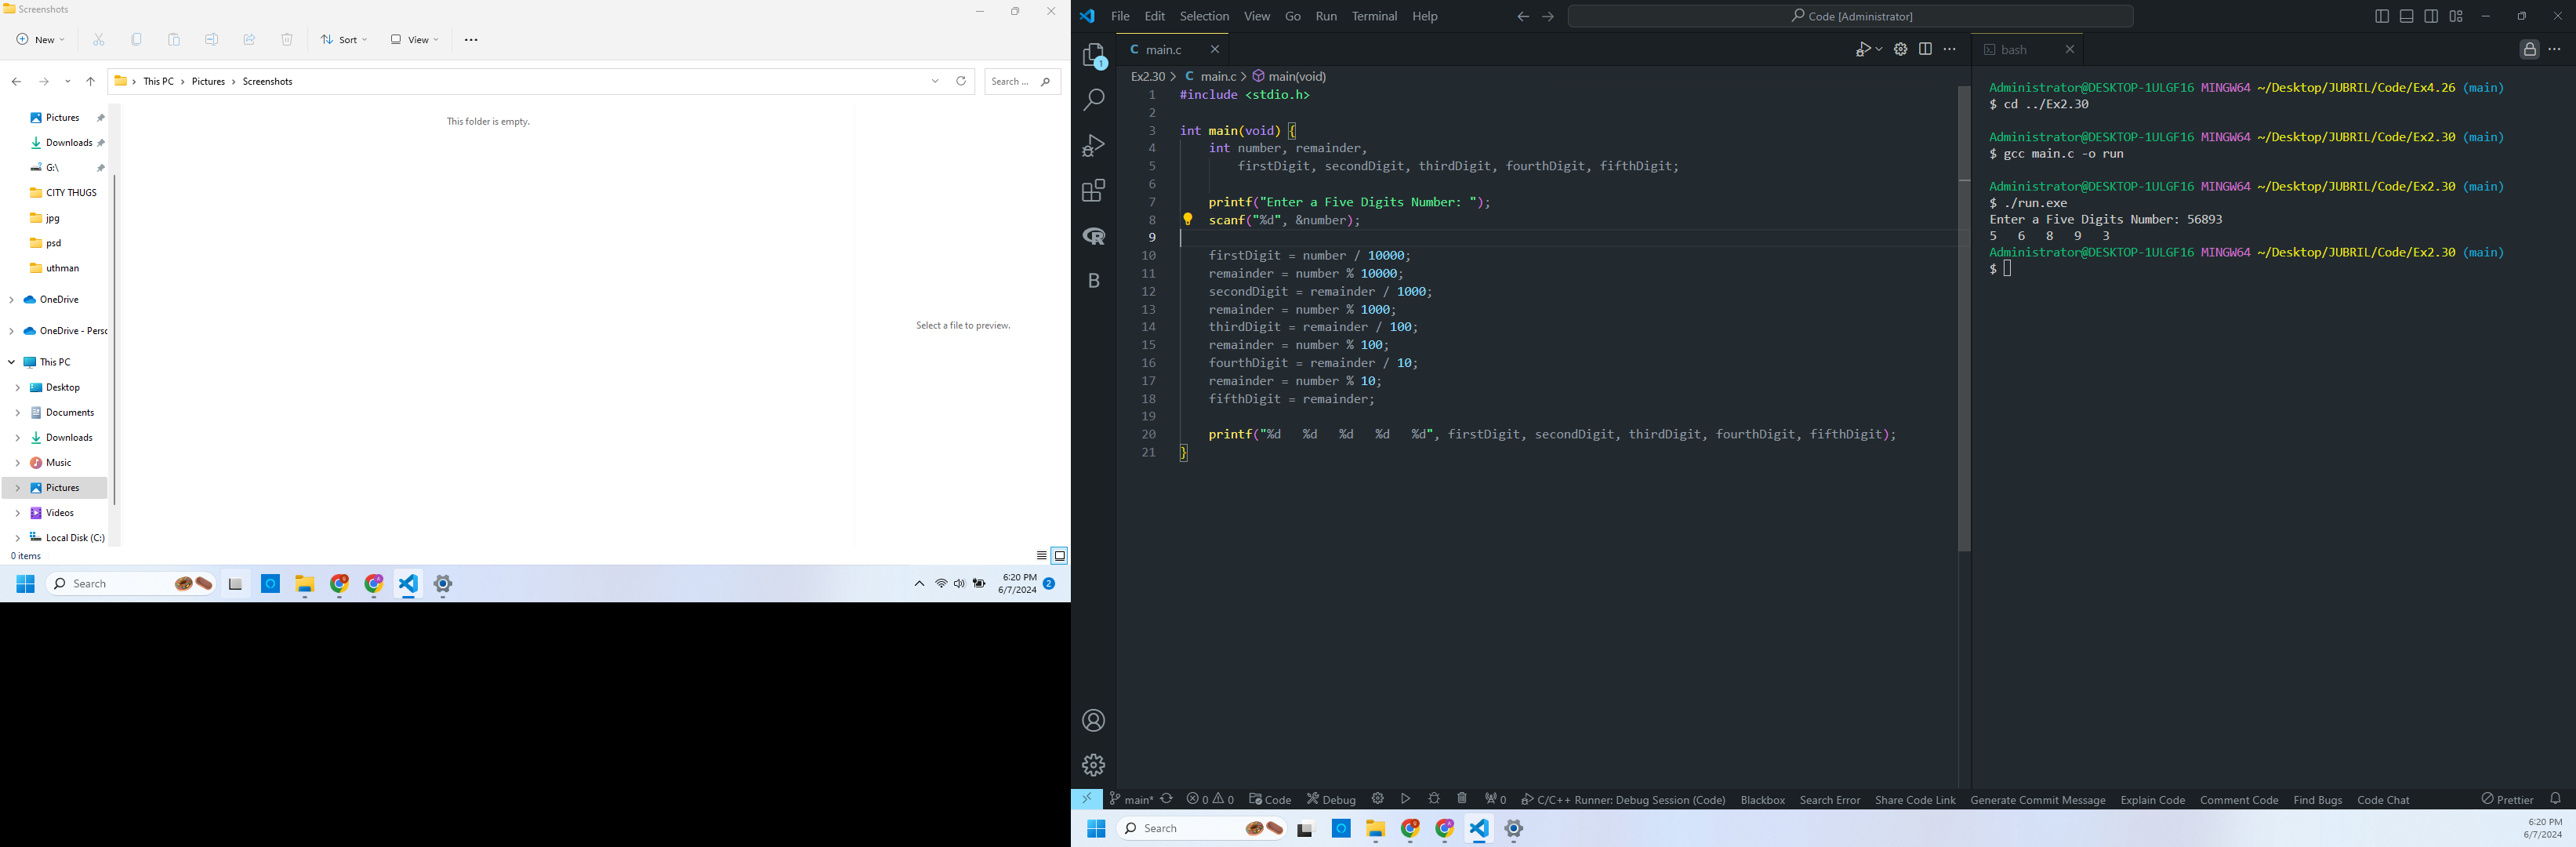 Screenshots
New
Sort
View
This PC > Pictures > Screenshots
Search ...
Pictures
Downloads
G:\
CITY THUGS
jpg
psd
uthman
OneDrive
OneDrive - Persc
This PC
Desktop
Documents
Downloads
Music
Pictures
Videos
Local Disk (C:)
This folder is empty.
Select a file to preview.
0 items
Search
6:20 PM
6/7/2024
2
File Edit Selection View Go Run Terminal Help
Code [Administrator]
1
C main.c
Ex2.30 > C main.c > main(void)
1 #include <stdio.h>
2
3 int main(void) {
4 int number, remainder,
5 firstDigit, secondDigit, thirdDigit, fourthDigit, fifthDigit;
6
7 printf("Enter a Five Digits Number: ");
8 scanf("%d", &number);
9
10 firstDigit = number / 10000;
11 remainder = number % 10000;
12 secondDigit = remainder / 1000;
13 remainder = number % 1000;
14 thirdDigit = remainder / 100;
15 remainder = number % 100;
16 fourthDigit = remainder / 10;
17 remainder = number % 10;
18 fifthDigit = remainder;
19
20 printf("%d   %d   %d   %d   %d", firstDigit, secondDigit, thirdDigit, fourthDigit, fifthDigit);
21 }
R
B
bash
Administrator@DESKTOP-1ULGF16 MINGW64 ~/Desktop/JUBRIL/Code/Ex4.26 (main)
$ cd ../Ex2.30
Administrator@DESKTOP-1ULGF16 MINGW64 ~/Desktop/JUBRIL/Code/Ex2.30 (main)
$ gcc main.c -o run
Administrator@DESKTOP-1ULGF16 MINGW64 ~/Desktop/JUBRIL/Code/Ex2.30 (main)
$ ./run.exe
Enter a Five Digits Number: 56893
5   6   8   9   3
Administrator@DESKTOP-1ULGF16 MINGW64 ~/Desktop/JUBRIL/Code/Ex2.30 (main)
$
main* 0 0 Code Debug 0 C/C++ Runner: Debug Session (Code) Blackbox Search Error Share Code Link Generate Commit Message Explain Code Comment Code Find Bugs Code Chat Prettier
Search
6:20 PM
6/7/2024